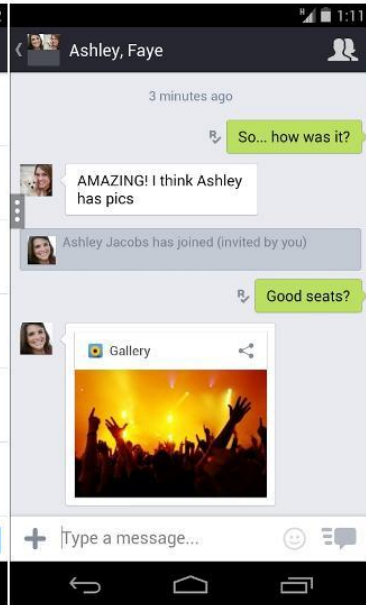 H 1:11
Ashley, Faye
3 minutes ago
R So... how was it?
AMAZING! I think Ashley
has pics
Ashley Jacobs has joined (invited by you)
R Good seats?
Gallery
Type a message...